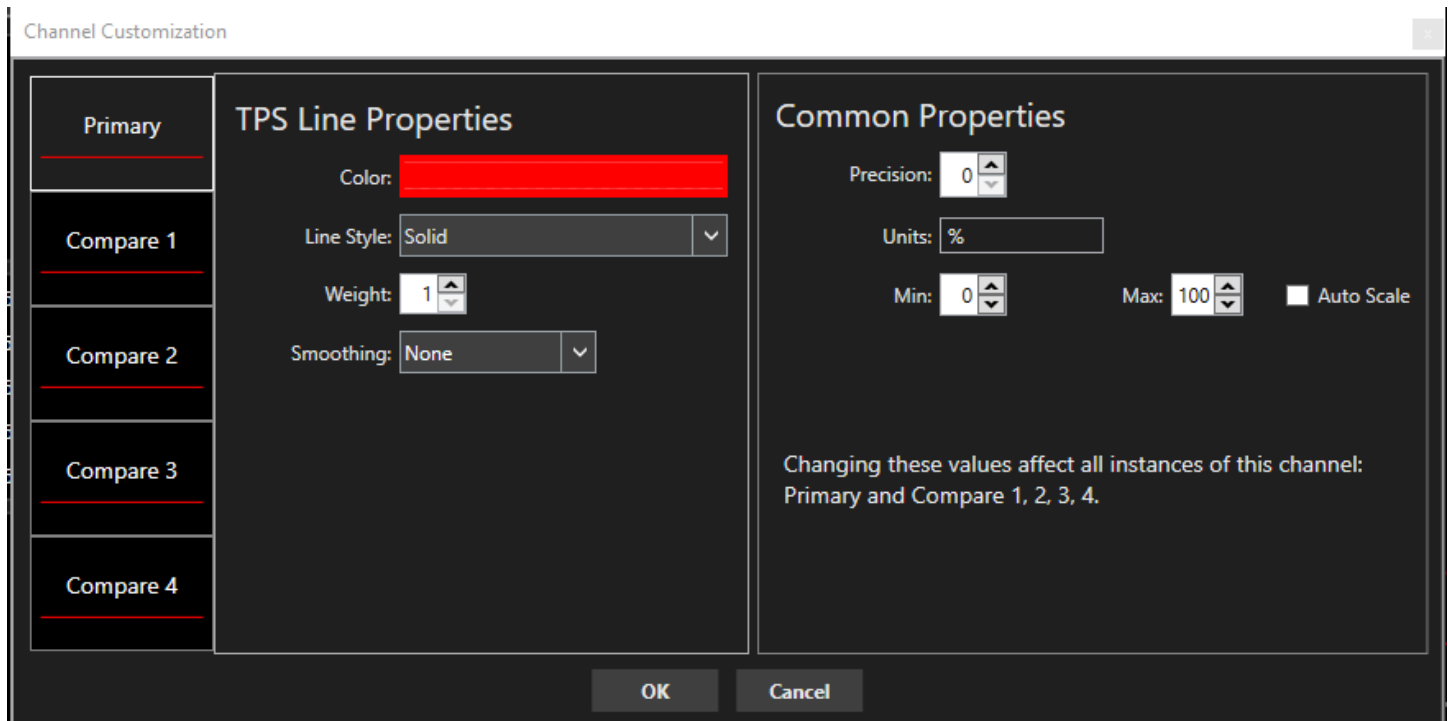 Channel Customization
x
Primary
Compare 1
Compare 2
Compare 3
Compare 4
TPS Line Properties
Color:
Line Style: Solid
Weight: 1
Smoothing: None
Common Properties
Precision: 0
Units: %
Min: 0 Max: 100 Auto Scale
Changing these values affect all instances of this channel:
Primary and Compare 1, 2, 3, 4.
OK Cancel